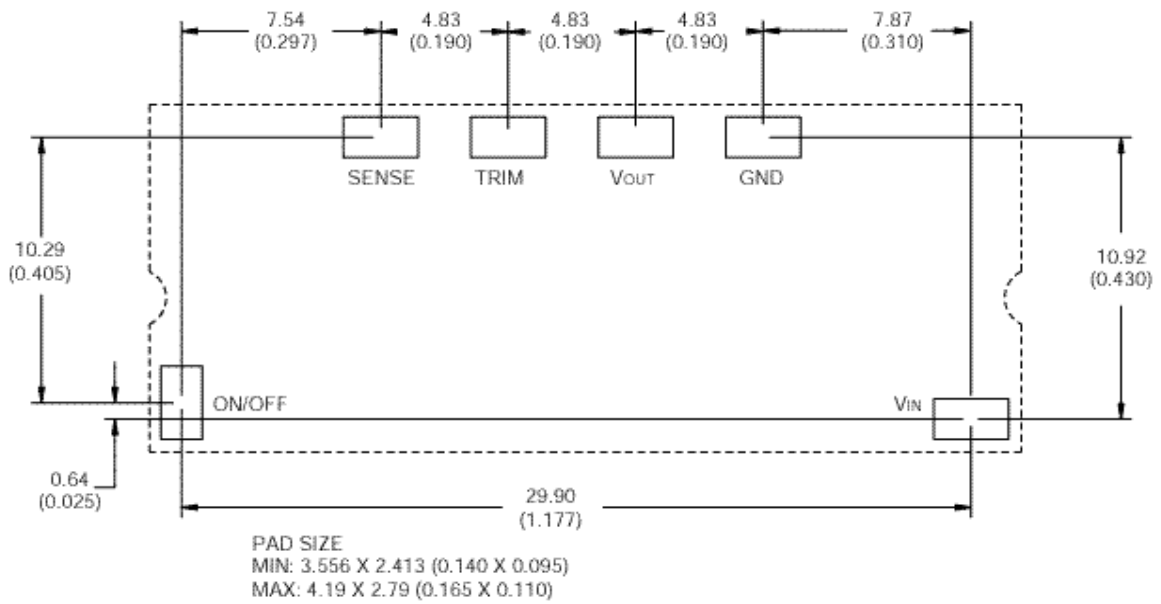 7.54
(0.297)
4.83
(0.190)
4.83
(0.190)
4.83
(0.190)
7.87
(0.310)
SENSE
TRIM
VOUT
GND
10.29
(0.405)
10.92
(0.430)
ON/OFF
VIN
0.64
(0.025)
29.90
(1.177)
PAD SIZE
MIN: 3.556 X 2.413 (0.140 X 0.095)
MAX: 4.19 X 2.79 (0.165 X 0.110)